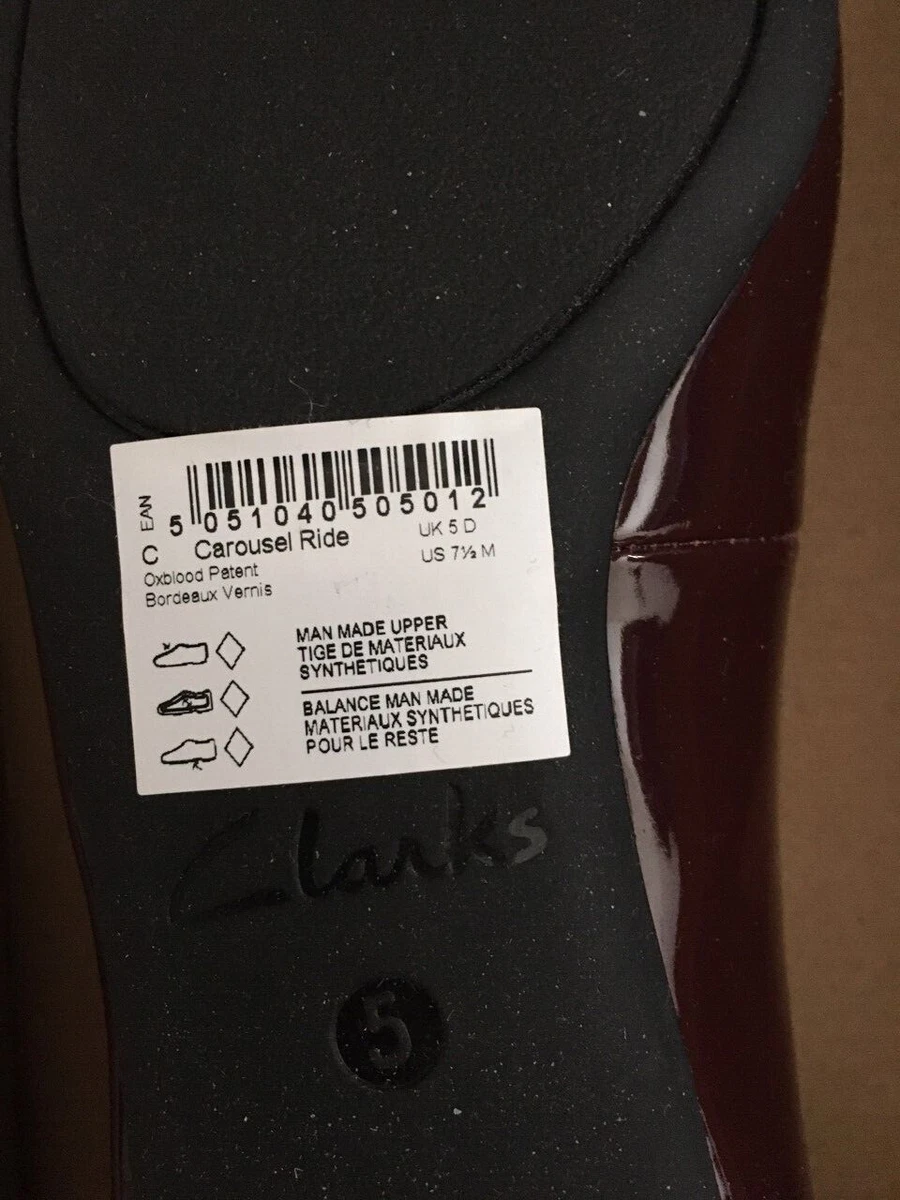 EAN
5 051040 505012
C Carousel Ride UK 5 D
Oxblood Patent US 7½ M
Bordeaux Vernis
MAN MADE UPPER
TIGE DE MATERIAUX
SYNTHETIQUES
BALANCE MAN MADE
MATERIAUX SYNTHETIQUES
POUR LE RESTE
Clarks
5